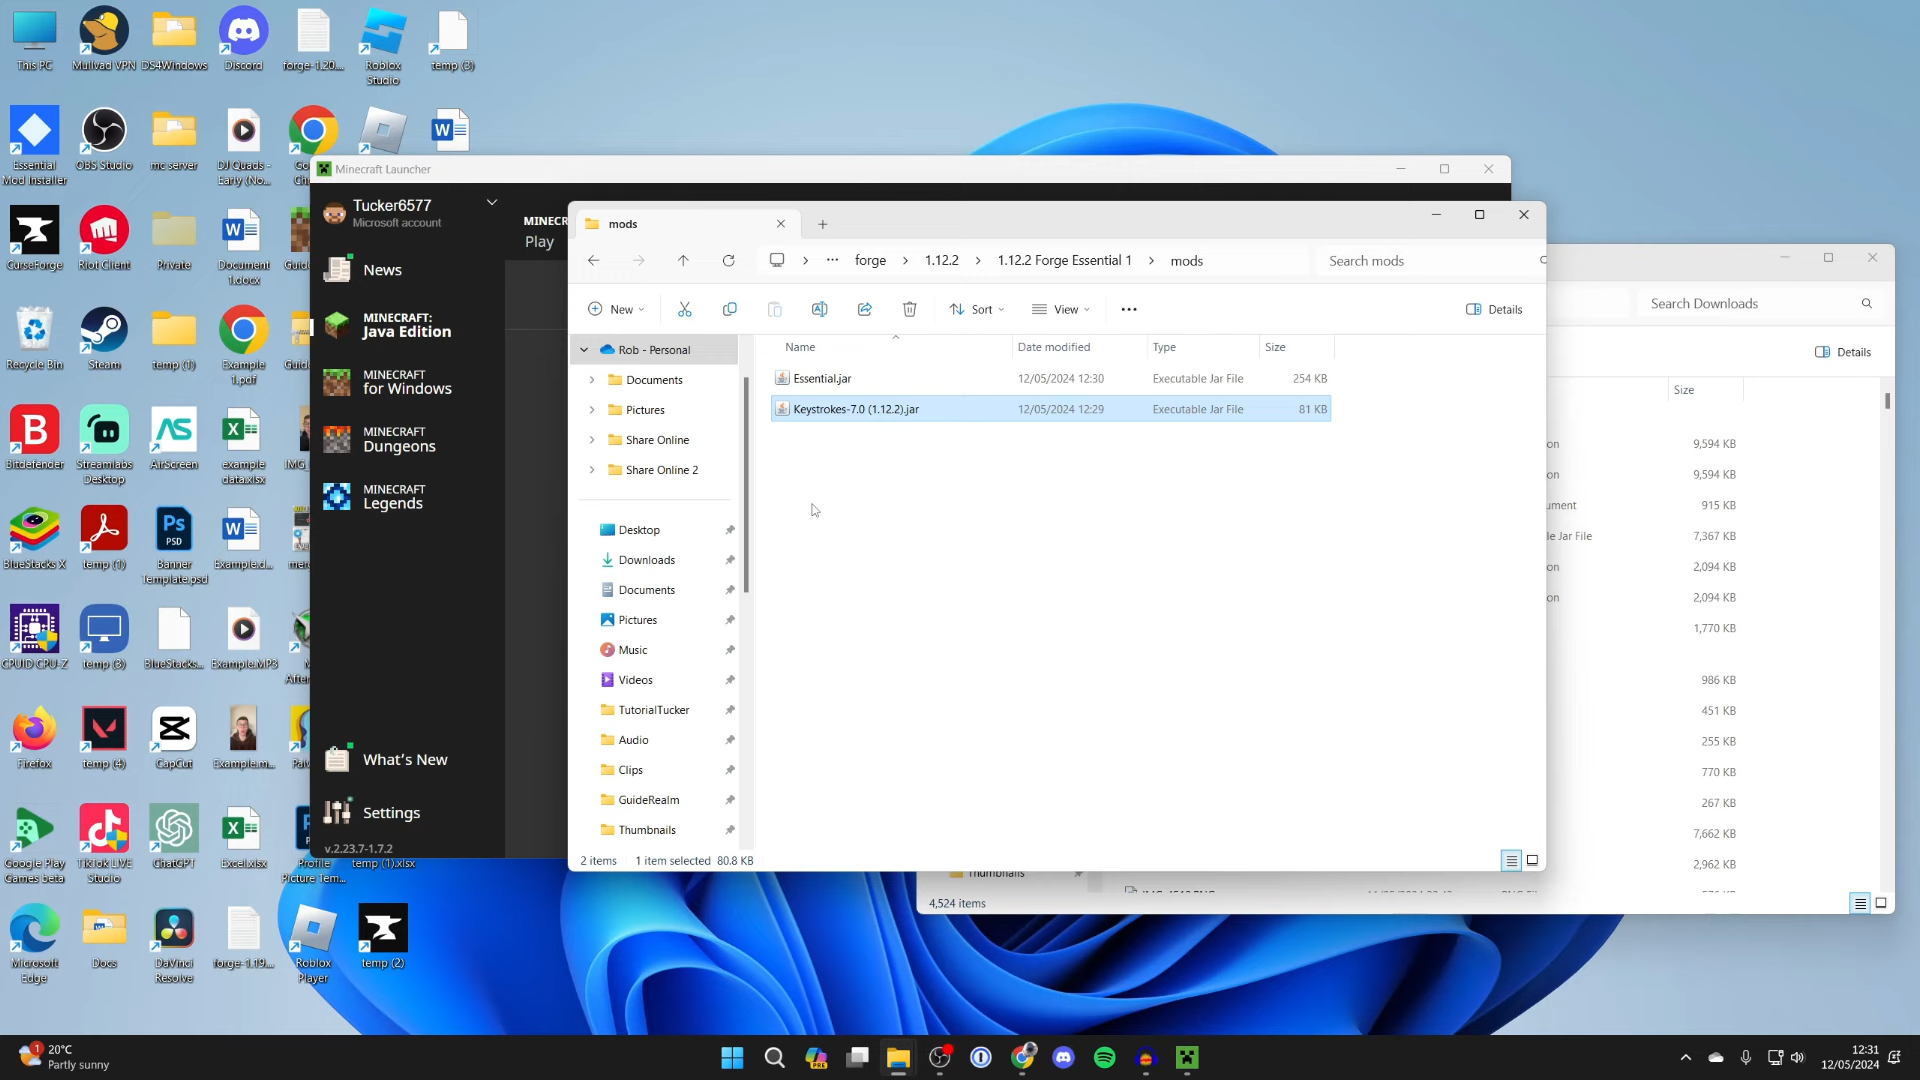 This PC
Mullvad VPN
DS4Windows
Discord
forge-1.20....
Roblox
Studio
temp (3)
Essential
Mod Installer
OBS Studio
mc server
DJ Quads -
Early (No...
CurseForge
Riot Client
Private
Document
1.docx
Recycle Bin
Steam
temp (1)
Example
1.pdf
Bitdefender
Streamlabs
Desktop
AirScreen
example
data.xlsx
BlueStacks X
temp (1)
Banner
Template.psd
Example.d...
CPUID CPU-Z
temp (3)
BlueStacks...
Example.MP3
Firefox
temp (4)
CapCut
Example.m...
Google Play
Games beta
TikTok LIVE
Studio
ChatGPT
Excel.xlsx
Profile
Picture Tem...
temp (1).xlsx
Microsoft
Edge
Docs
DaVinci
Resolve
forge-1.19....
Roblox
Player
temp (2)
Minecraft Launcher
Tucker6577
Microsoft account
News
MINECRAFT:
Java Edition
MINECRAFT
for Windows
MINECRAFT
Dungeons
MINECRAFT
Legends
What's New
Settings
v.2.23.7-1.7.2
MINECR
Play
mods
forge
1.12.2
1.12.2 Forge Essential 1
mods
Search mods
New
Sort
View
Details
Rob - Personal
Documents
Pictures
Share Online
Share Online 2
Desktop
Downloads
Documents
Pictures
Music
Videos
TutorialTucker
Audio
Clips
GuideRealm
Thumbnails
Name
Date modified
Type
Size
Essential.jar
12/05/2024 12:30
Executable Jar File
254 KB
Keystrokes-7.0 (1.12.2).jar
12/05/2024 12:29
Executable Jar File
81 KB
2 items
1 item selected 80.8 KB
Search Downloads
Details
Size
on
9,594 KB
on
9,594 KB
ument
915 KB
le Jar File
7,367 KB
on
2,094 KB
on
2,094 KB
1,770 KB
986 KB
451 KB
255 KB
770 KB
267 KB
7,662 KB
2,962 KB
4,524 items
1
20°C
Partly sunny
PRE
12:31
12/05/2024